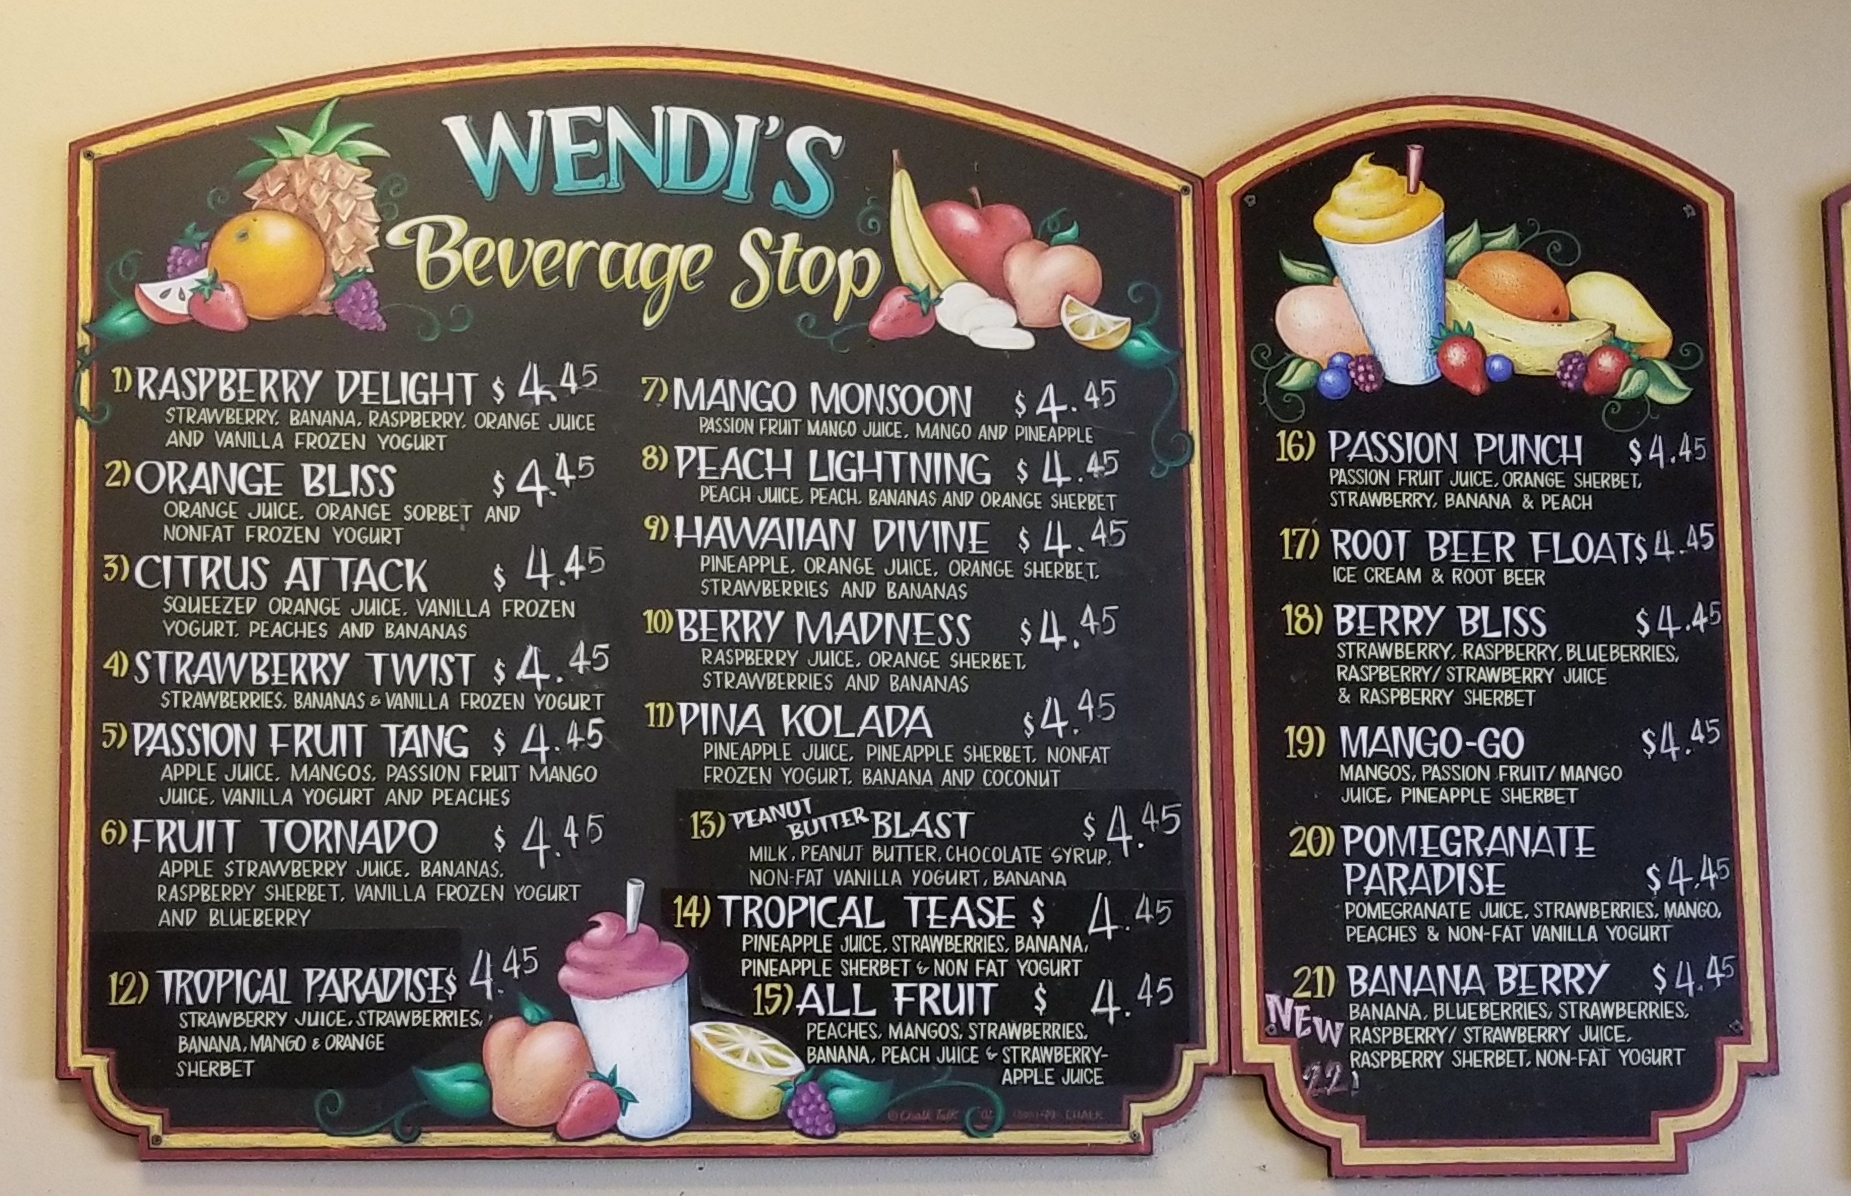 WENDI'S
Beverage Stop
1) RASPBERRY DELIGHT $ 4.45
STRAWBERRY, BANANA, RASPBERRY, ORANGE JUICE
AND VANILLA FROZEN YOGURT
2) ORANGE BLISS $ 4.45
ORANGE JUICE, ORANGE SORBET AND
NONFAT FROZEN YOGURT
3) CITRUS ATTACK $ 4.45
SQUEEZED ORANGE JUICE, VANILLA FROZEN
YOGURT, PEACHES AND BANANAS
4) STRAWBERRY TWIST $ 4.45
STRAWBERRIES, BANANAS & VANILLA FROZEN YOGURT
5) PASSION FRUIT TANG $ 4.45
APPLE JUICE, MANGOS, PASSION FRUIT MANGO
JUICE, VANILLA YOGURT AND PEACHES
6) FRUIT TORNADO $ 4.45
APPLE STRAWBERRY JUICE, BANANAS,
RASPBERRY SHERBET, VANILLA FROZEN YOGURT
AND BLUEBERRY
12) TROPICAL PARADISE $ 4.45
STRAWBERRY JUICE, STRAWBERRIES,
BANANA, MANGO & ORANGE
SHERBET
7) MANGO MONSOON $ 4.45
PASSION FRUIT MANGO JUICE, MANGO AND PINEAPPLE
8) PEACH LIGHTNING $ 4.45
PEACH JUICE, PEACH, BANANAS AND ORANGE SHERBET
9) HAWAIIAN DIVINE $ 4.45
PINEAPPLE, ORANGE JUICE, ORANGE SHERBET,
STRAWBERRIES AND BANANAS
10) BERRY MADNESS $ 4.45
RASPBERRY JUICE, ORANGE SHERBET,
STRAWBERRIES AND BANANAS
11) PINA KOLADA $ 4.45
PINEAPPLE JUICE, PINEAPPLE SHERBET, NONFAT
FROZEN YOGURT, BANANA AND COCONUT
13) PEANUT BUTTER BLAST $ 4.45
MILK, PEANUT BUTTER, CHOCOLATE SYRUP,
NON-FAT VANILLA YOGURT, BANANA
14) TROPICAL TEASE $ 4.45
PINEAPPLE JUICE, STRAWBERRIES, BANANA,
PINEAPPLE SHERBET & NON FAT YOGURT
15) ALL FRUIT $ 4.45
PEACHES, MANGOS, STRAWBERRIES,
BANANA, PEACH JUICE & STRAWBERRY-
APPLE JUICE
© Chalk Talk CHALK
16) PASSION PUNCH $4.45
PASSION FRUIT JUICE, ORANGE SHERBET,
STRAWBERRY, BANANA & PEACH
17) ROOT BEER FLOAT $4.45
ICE CREAM & ROOT BEER
18) BERRY BLISS $4.45
STRAWBERRY, RASPBERRY, BLUEBERRIES,
RASPBERRY/ STRAWBERRY JUICE
& RASPBERRY SHERBET
19) MANGO-GO $4.45
MANGOS, PASSION FRUIT/ MANGO
JUICE, PINEAPPLE SHERBET
20) POMEGRANATE
PARADISE $4.45
POMEGRANATE JUICE, STRAWBERRIES, MANGO,
PEACHES & NON-FAT VANILLA YOGURT
21) BANANA BERRY $4.45
NEW
BANANA, BLUEBERRIES, STRAWBERRIES,
RASPBERRY/ STRAWBERRY JUICE,
RASPBERRY SHERBET, NON-FAT YOGURT
22)